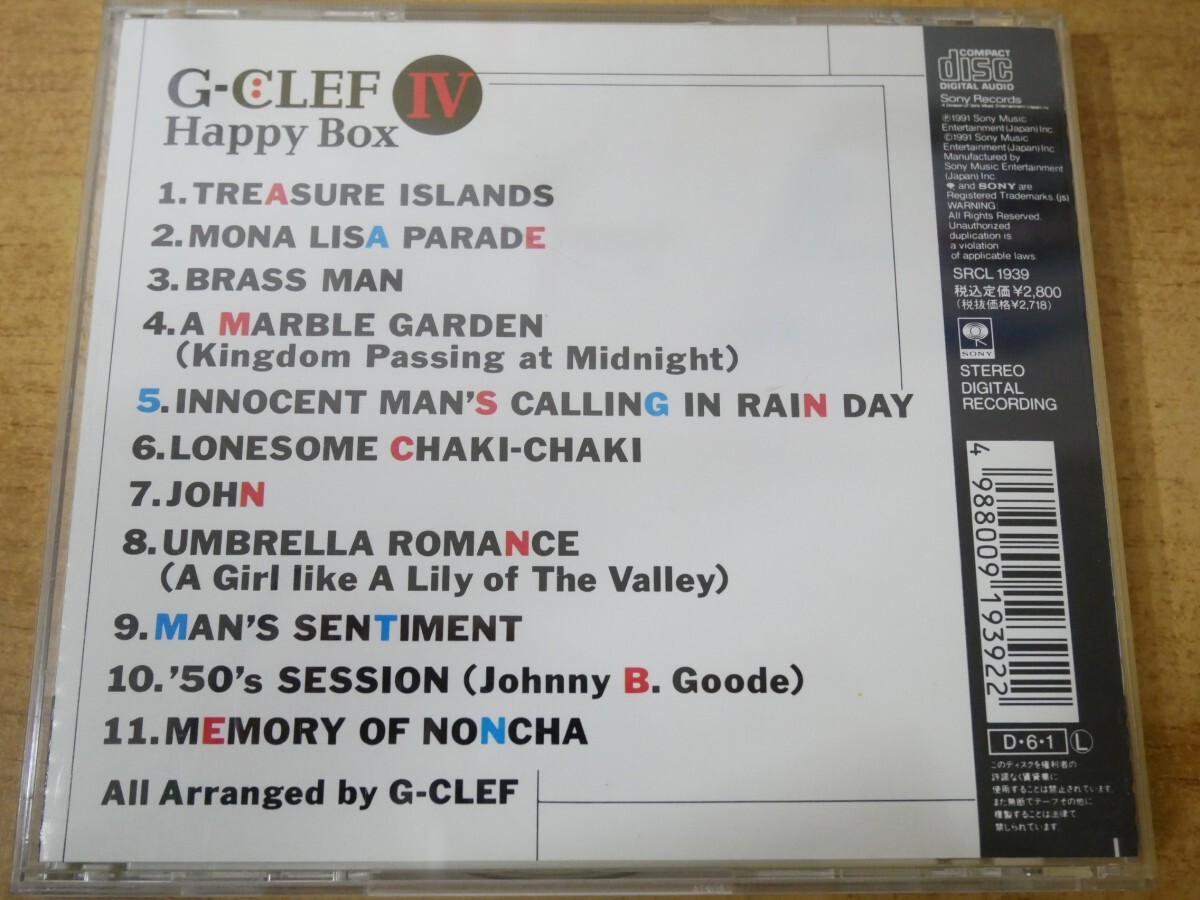 G-CLEF IV
Happy Box
1.TREASURE ISLANDS
2.MONA LISA PARADE
3.BRASS MAN
4.A MARBLE GARDEN
(Kingdom Passing at Midnight)
5.INNOCENT MAN'S CALLING IN RAIN DAY
6.LONESOME CHAKI-CHAKI
7.JOHN
8.UMBRELLA ROMANCE
(A Girl like A Lily of The Valley)
9.MAN'S SENTIMENT
10.'50's SESSION (Johnny B. Goode)
11.MEMORY OF NONCHA
All Arranged by G-CLEF
COMPACT
disc
DIGITAL AUDIO
Sony Records
A Division of Sony Music Entertainment (Japan) Inc.
℗1991 Sony Music
Entertainment(Japan)Inc.
©1991 Sony Music
Entertainment(Japan)Inc.
Manufactured by
Sony Music Entertainment
(Japan) Inc.
and SONY are
Registered Trademarks.(js)
WARNING:
All Rights Reserved.
Unauthorized
duplication is
a violation
of applicable laws.
SRCL 1939
税込定価¥2,800
(税抜価格¥2,718)
SONY
STEREO
DIGITAL
RECORDING
4 988009 193922
D・6・1 L
このディスクを権利者の
許諾なく賃貸業に
使用することは禁止されています。
また無断でテープその他に
複製することは法律で
禁じられています。